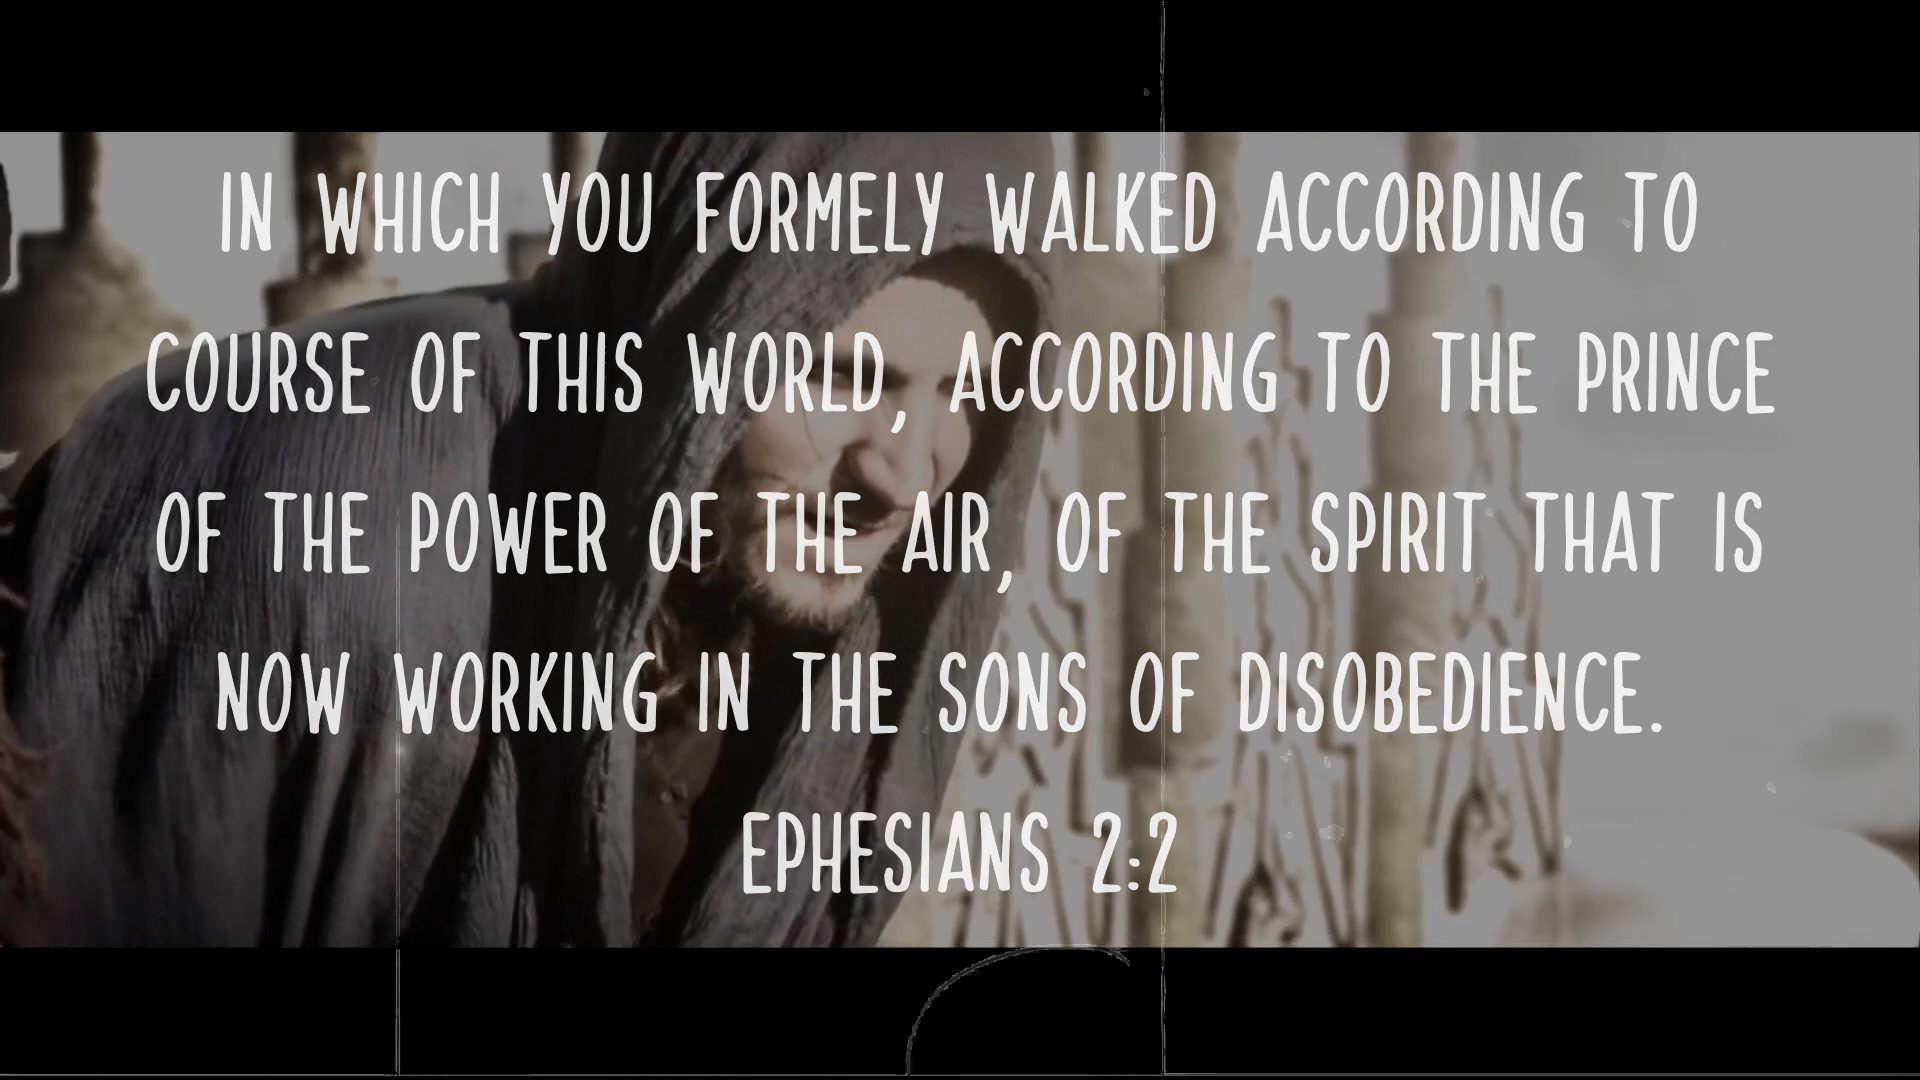 IN WHICH YOU FORMELY WALKED ACCORDING TO
COURSE OF THIS WORLD, ACCORDING TO THE PRINCE
OF THE POWER OF THE AIR, OF THE SPIRIT THAT IS
NOW WORKING IN THE SONS OF DISOBEDIENCE.
EPHESIANS 2:2